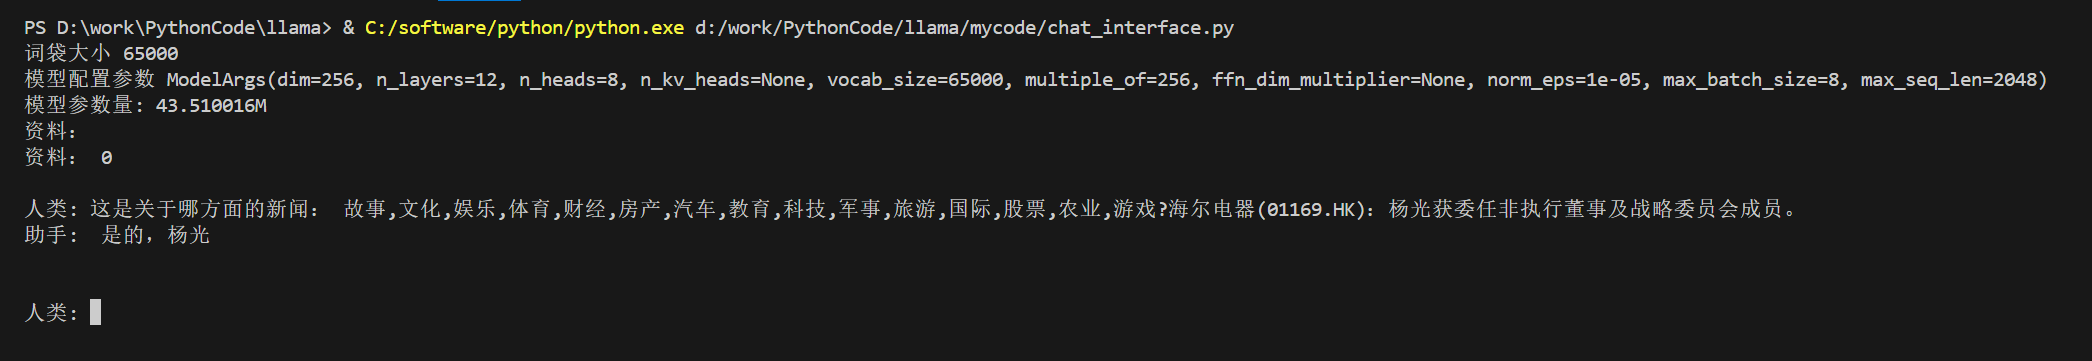 PS D:\work\PythonCode\llama> & C:/software/python/python.exe d:/work/PythonCode/llama/mycode/chat_interface.py
词袋大小 65000
模型配置参数 ModelArgs(dim=256, n_layers=12, n_heads=8, n_kv_heads=None, vocab_size=65000, multiple_of=256, ffn_dim_multiplier=None, norm_eps=1e-05, max_batch_size=8, max_seq_len=2048)
模型参数量: 43.510016M
资料：
资料： 0
人类: 这是关于哪方面的新闻： 故事,文化,娱乐,体育,财经,房产,汽车,教育,科技,军事,旅游,国际,股票,农业,游戏?海尔电器(01169.HK)：杨光获委任非执行董事及战略委员会成员。
助手: 是的，杨光
人类: